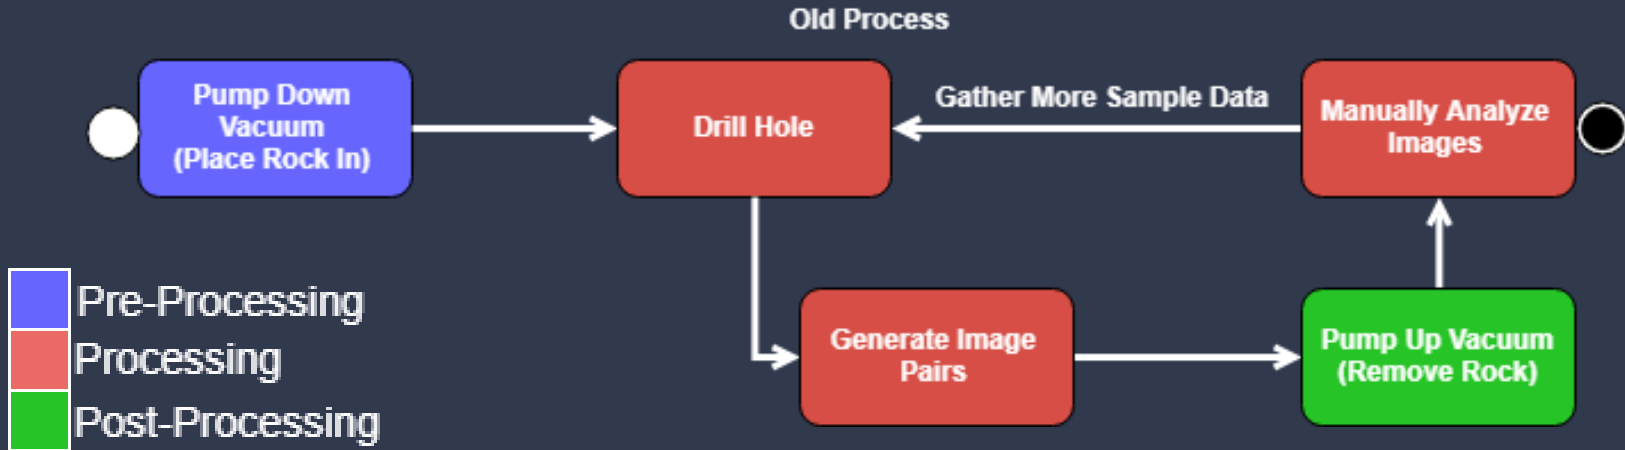 Old Process
Pump Down
Vacuum
(Place Rock In)
Drill Hole
Gather More Sample Data
Manually Analyze
Images
Generate Image
Pairs
Pump Up Vacuum
(Remove Rock)
Pre-Processing
Processing
Post-Processing